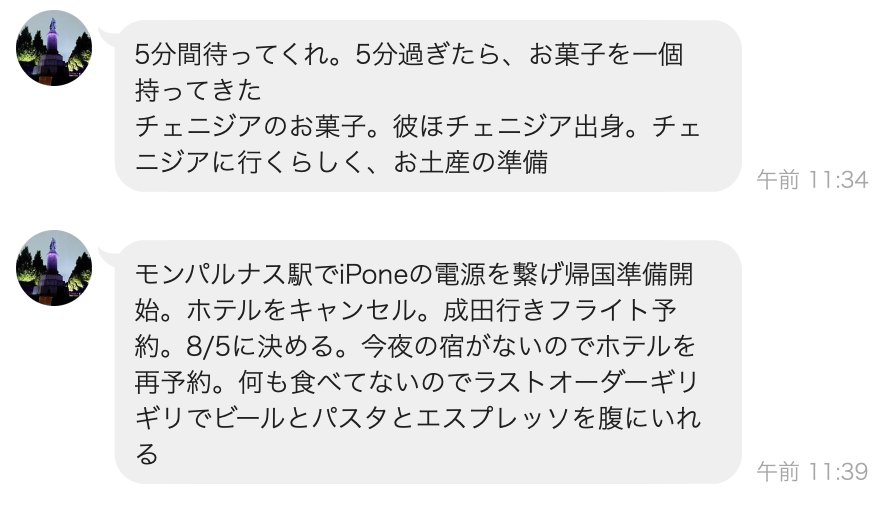 5分間待ってくれ。5分過ぎたら、お菓子を一個
持ってきた
チェニジアのお菓子。彼ほチェニジア出身。チェ
ニジアに行くらしく、お土産の準備
午前 11:34
モンパルナス駅でiPoneの電源を繋げ帰国準備開
始。ホテルをキャンセル。成田行きフライト予
約。8/5に決める。今夜の宿がないのでホテルを
再予約。何も食べてないのでラストオーダーギリ
ギリでビールとパスタとエスプレッソを腹にいれ
る
午前 11:39